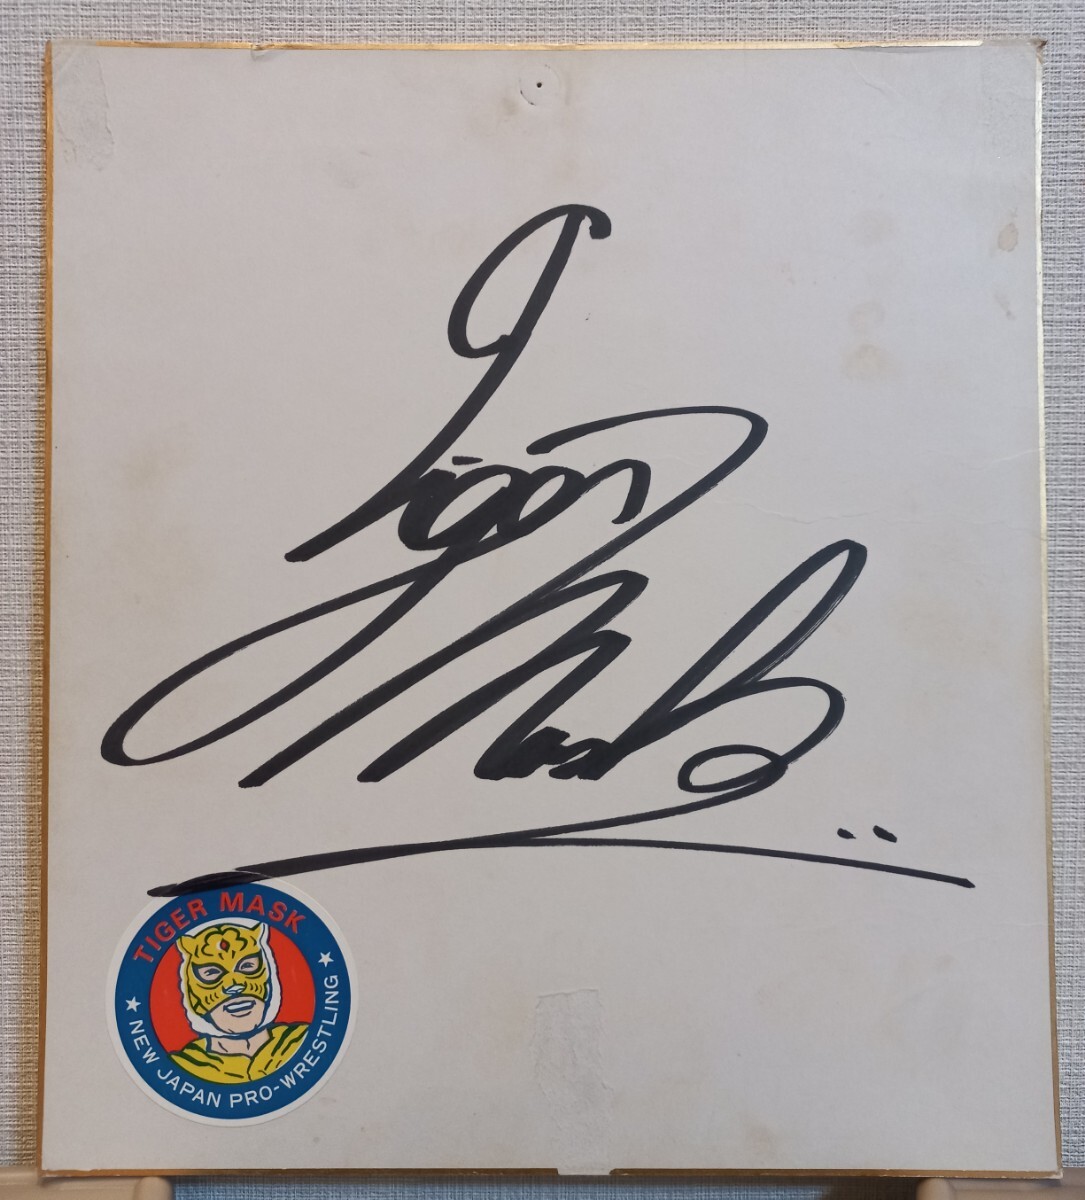 Tiger
Mask
TIGER MASK
★ NEW JAPAN PRO-WRESTLING ★